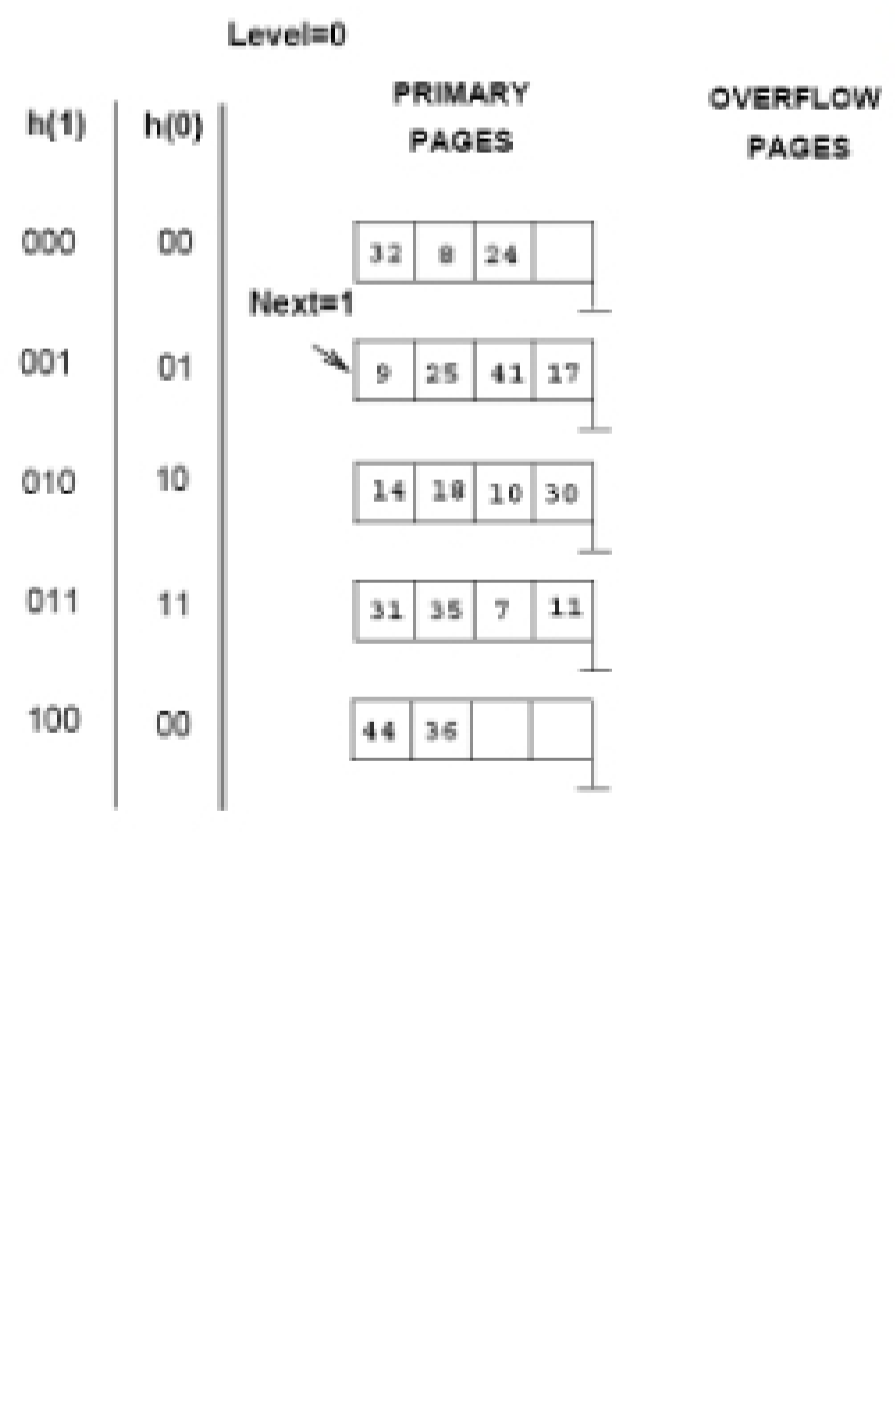 Level=0
PRIMARY PAGES
OVERFLOW PAGES
h(1) h(0)
000 00 32 8 24
Next=1
001 01 9 25 41 17
010 10 14 18 10 30
011 11 31 35 7 11
100 00 44 36